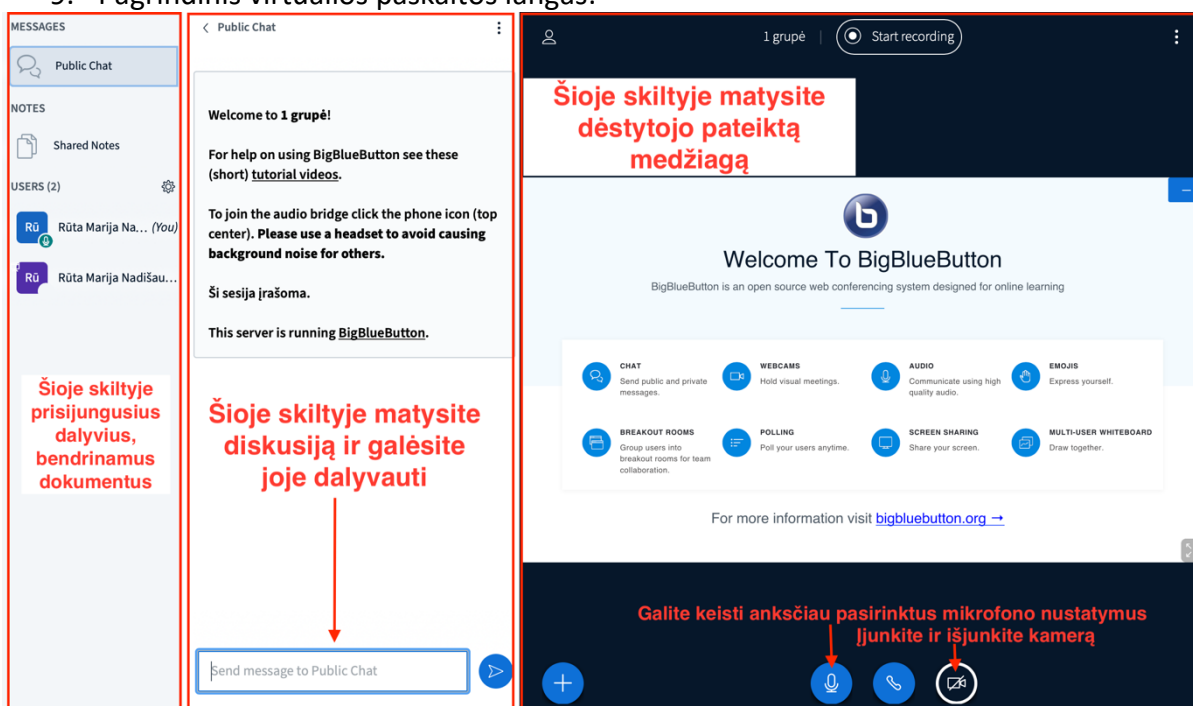 9. Pagrindinis virtualios paskaitos langas:
MESSAGES
Public Chat
NOTES
Shared Notes
USERS (2)
Rū Rūta Marija Na... (You)
Rū Rūta Marija Nadišau...
Šioje skiltyje
prisijungusius
dalyvius,
bendrinamus
dokumentus
Public Chat
Welcome to 1 grupė!
For help on using BigBlueButton see these
(short) tutorial videos.
To join the audio bridge click the phone icon (top
center). Please use a headset to avoid causing
background noise for others.
Ši sesija įrašoma.
This server is running BigBlueButton.
Šioje skiltyje matysite
diskusiją ir galėsite
joje dalyvauti
Send message to Public Chat
1 grupė | Start recording
Šioje skiltyje matysite
dėstytojo pateiktą
medžiagą
Welcome To BigBlueButton
BigBlueButton is an open source web conferencing system designed for online learning
CHAT
Send public and private
messages.
WEBCAMS
Hold visual meetings.
AUDIO
Communicate using high
quality audio.
EMOJIS
Express yourself.
BREAKOUT ROOMS
Group users into
breakout rooms for team
collaboration.
POLLING
Poll your users anytime.
SCREEN SHARING
Share your screen.
MULTI-USER WHITEBOARD
Draw together.
For more information visit bigbluebutton.org →
Galite keisti anksčiau pasirinktus mikrofono nustatymus
Įjunkite ir išjunkite kamerą